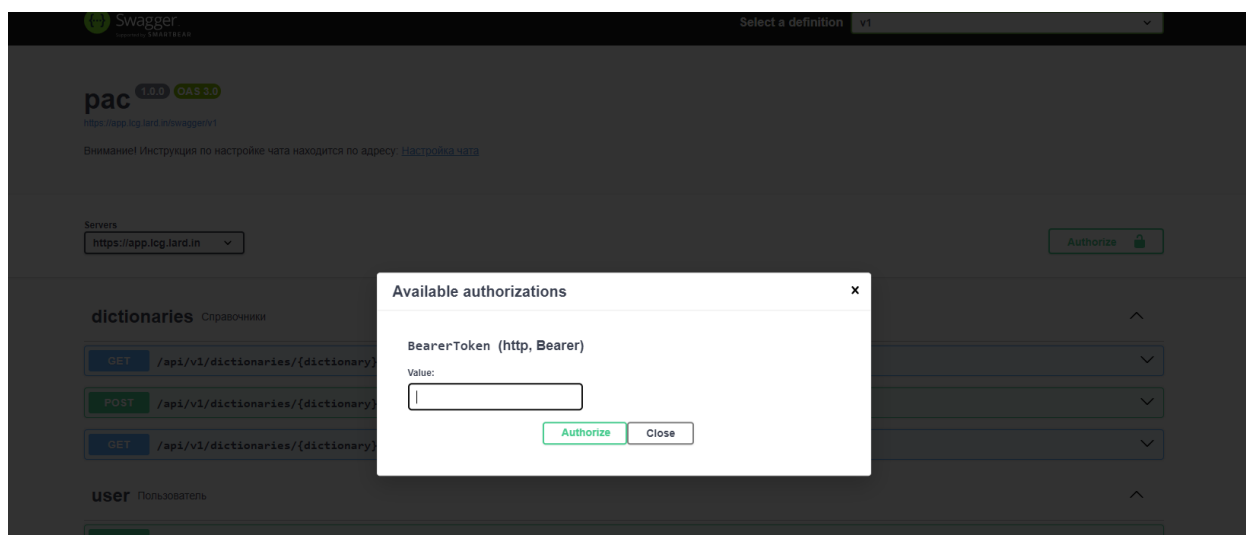 Swagger
Select a definition v1
supported by SMARTBEAR
pac 1.0.0 OAS 3.0
https://app.lcg.lard.in/swagger/v1
Внимание! Инструкция по настройке чата находится по адресу: Настройка чата
Servers
https://app.lcg.lard.in
Authorize
Available authorizations x
dictionaries Справочники
BearerToken (http, Bearer)
GET /api/v1/dictionaries/{dictionary}
Value:
POST /api/v1/dictionaries/{dictionary}
Authorize Close
GET /api/v1/dictionaries/{dictionary}
user Пользователь